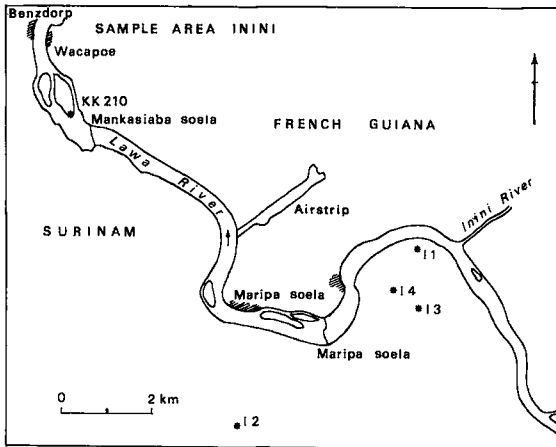 Benzdorp
SAMPLE AREA ININI
Wacapoe
KK 210
Mankasiaba soela
FRENCH GUIANA
Lawa River
Airstrip
Inini River
SURINAM
I1
Maripa soela
I4
I3
Maripa soela
0 2 km
I2